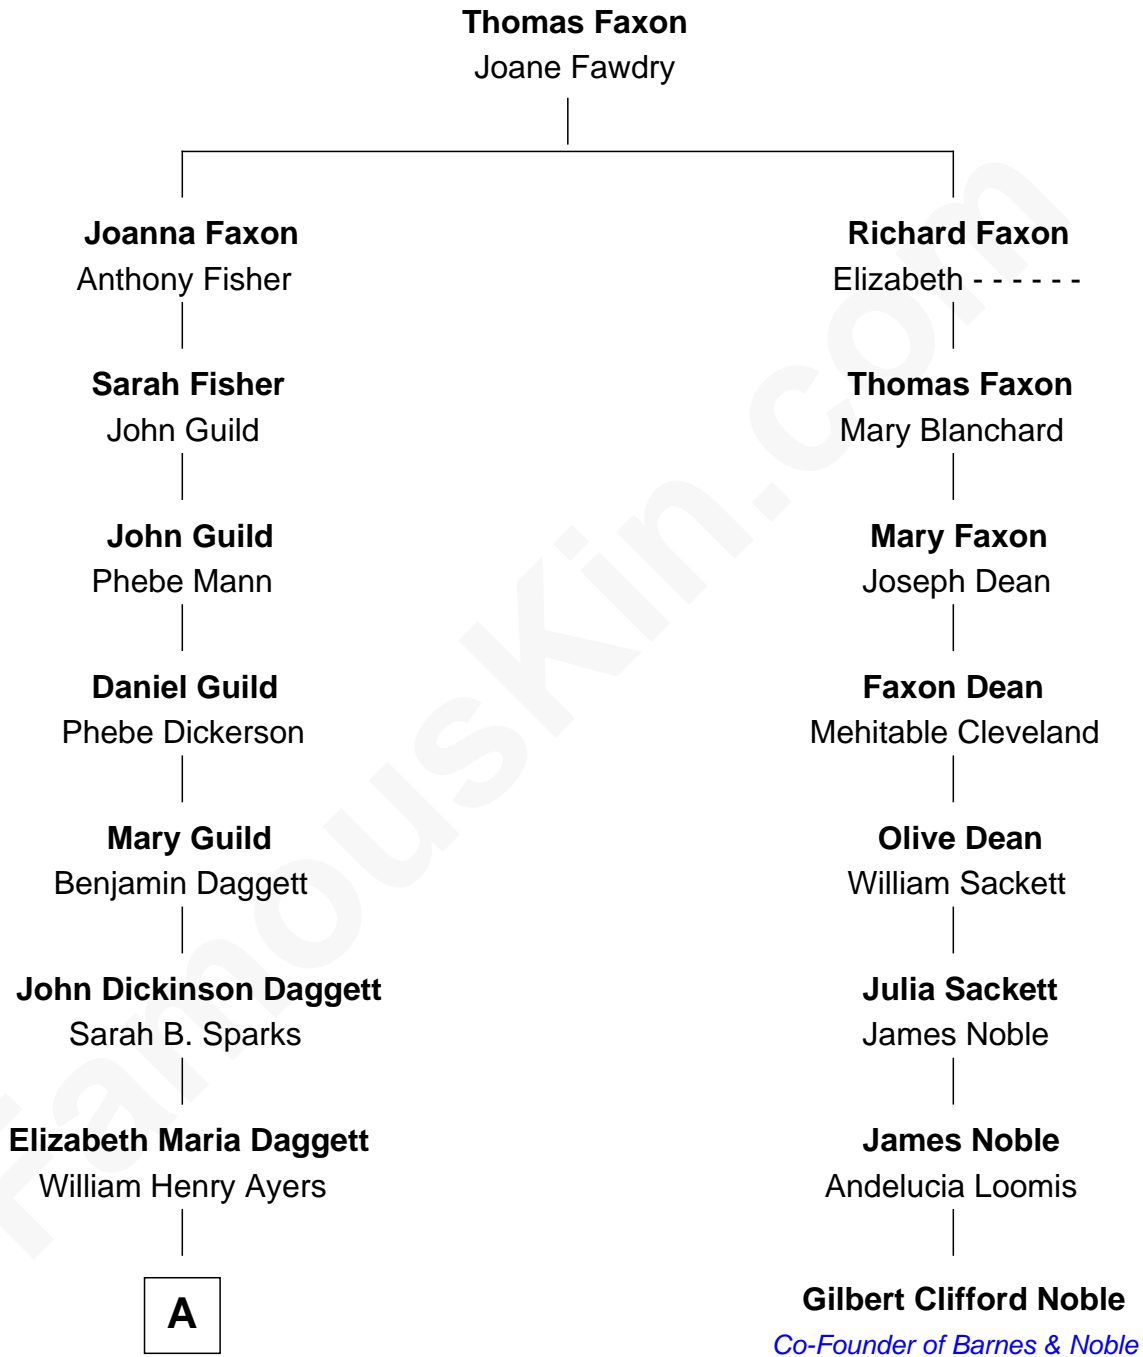 Thomas Faxon
Joane Fawdry
Joanna Faxon
Anthony Fisher
Richard Faxon
Elizabeth - - - - - -
Sarah Fisher
John Guild
Thomas Faxon
Mary Blanchard
John Guild
Phebe Mann
Mary Faxon
Joseph Dean
Daniel Guild
Phebe Dickerson
Faxon Dean
Mehitable Cleveland
Mary Guild
Benjamin Daggett
Olive Dean
William Sackett
John Dickinson Daggett
Sarah B. Sparks
Julia Sackett
James Noble
Elizabeth Maria Daggett
William Henry Ayers
James Noble
Andelucia Loomis
A
Gilbert Clifford Noble
Co-Founder of Barnes & Noble
FamousKin.com